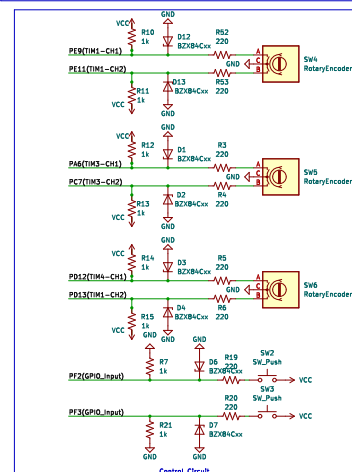 GND
VCC R10 D12 R52
1k BZX84Cxx 220
PE9(TIM1-CH1) A SW4
GND C RotaryEncoder
PE11(TIM1-CH2) B
R11 D13 R53
1k BZX84Cxx 220
VCC
GND
GND
VCC R12 D1 R3
1k BZX84Cxx 220
PA6(TIM3-CH1) A SW5
GND C RotaryEncoder
PC7(TIM3-CH2) B
R13 D2 R4
1k BZX84Cxx 220
VCC
GND
GND
VCC R14 D3 R5
1k BZX84Cxx 220
PD12(TIM4-CH1) A SW6
GND C RotaryEncoder
PD13(TIM1-CH2) B
R15 D4 R6
1k BZX84Cxx 220
VCC
GND
GND GND
R7 D6 R19 SW2
1k BZX84Cxx 220 SW_Push
PF2(GPIO_Input) VCC
R20 SW3
220 SW_Push
PF3(GPIO_Input) VCC
R21 D7
1k BZX84Cxx
GND GND
Control Circuit